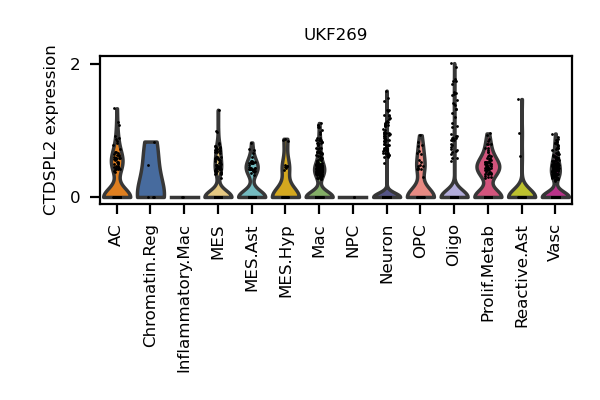 UKF269
CTDSPL2 expression
2
0
AC
Chromatin.Reg
Inflammatory.Mac
MES
MES.Ast
MES.Hyp
Mac
NPC
Neuron
OPC
Oligo
Prolif.Metab
Reactive.Ast
Vasc